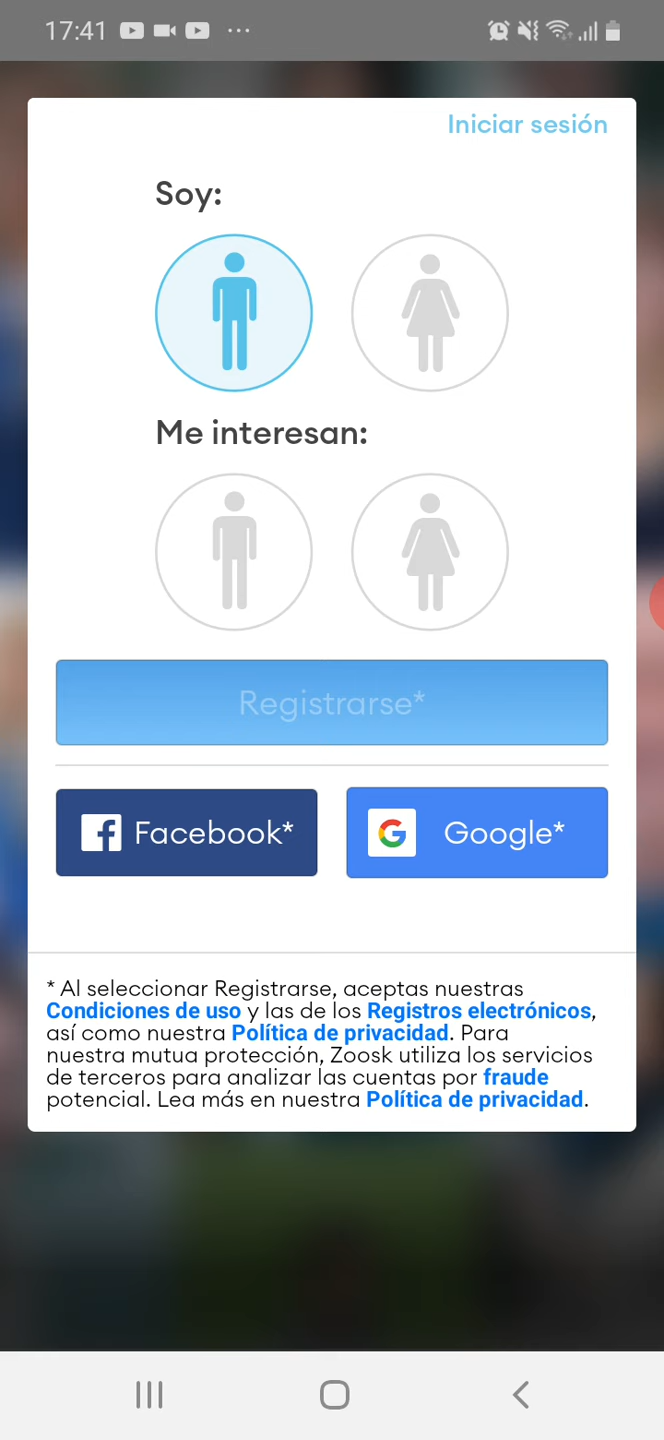 17:41
Iniciar sesión
Soy:
Me interesan:
Registrarse*
Facebook*
Google*
* Al seleccionar Registrarse, aceptas nuestras
Condiciones de uso y las de los Registros electrónicos,
así como nuestra Política de privacidad. Para
nuestra mutua protección, Zoosk utiliza los servicios
de terceros para analizar las cuentas por fraude
potencial. Lea más en nuestra Política de privacidad.